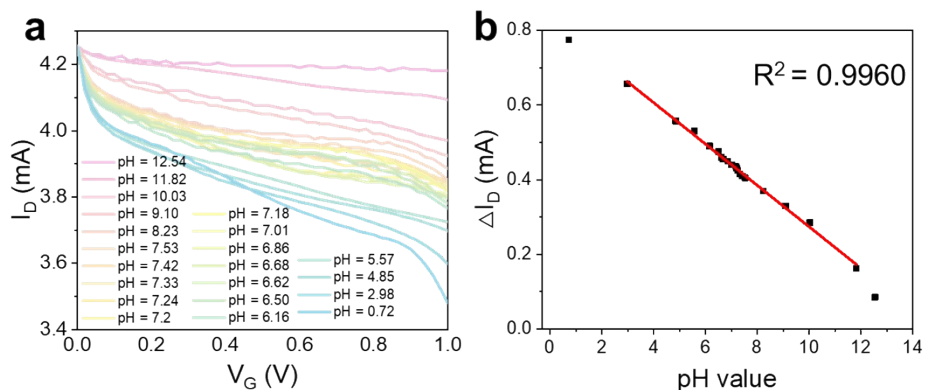 a
I_D (mA)
4.2
4.0
3.8
3.6
3.4
pH = 12.54
pH = 11.82
pH = 10.03
pH = 9.10
pH = 8.23
pH = 7.53
pH = 7.42
pH = 7.33
pH = 7.24
pH = 7.2
pH = 7.18
pH = 7.01
pH = 6.86
pH = 6.68
pH = 6.62
pH = 6.50
pH = 6.16
pH = 5.57
pH = 4.85
pH = 2.98
pH = 0.72
0.0 0.2 0.4 0.6 0.8 1.0
V_G (V)
b
R² = 0.9960
△I_D (mA)
0.8
0.6
0.4
0.2
0.0
0 2 4 6 8 10 12 14
pH value